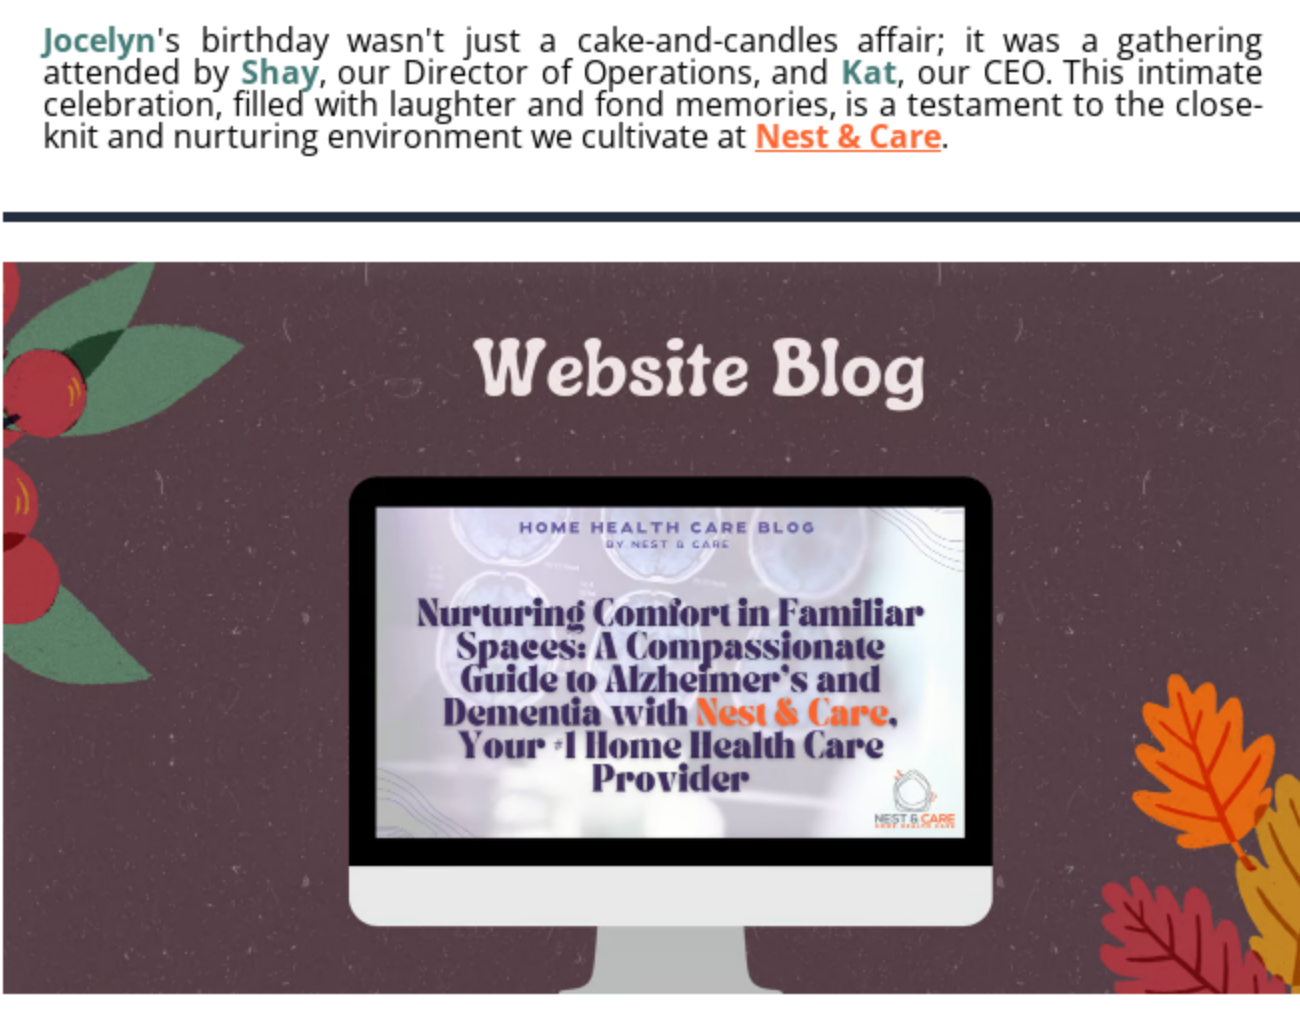 Jocelyn's birthday wasn't just a cake-and-candles affair; it was a gathering
attended by Shay, our Director of Operations, and Kat, our CEO. This intimate
celebration, filled with laughter and fond memories, is a testament to the close-
knit and nurturing environment we cultivate at Nest & Care.
Website Blog
HOME HEALTH CARE BLOG
BY NEST & CARE
Nurturing Comfort in Familiar
Spaces: A Compassionate
Guide to Alzheimer's and
Dementia with Nest & Care,
Your #1 Home Health Care
Provider
NEST & CARE
HOME HEALTH CARE